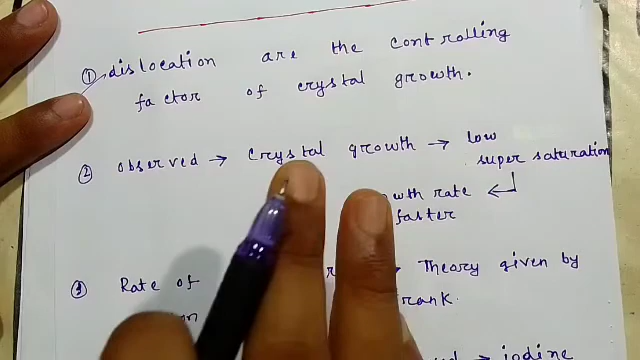 ① dislocation are the controlling
factor of crystal growth.
② observed → crystal growth → low
super saturation
growth rate ←
faster
③ Rate of → Theory given by
→ iodine